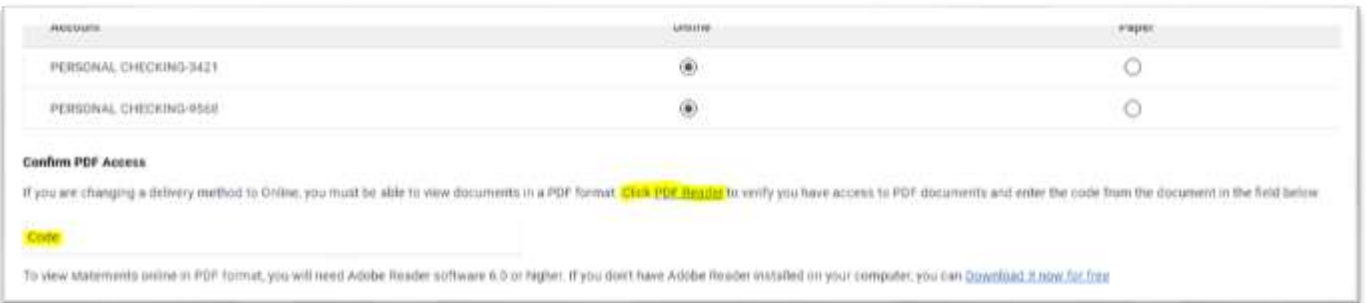 Account Online Paper
PERSONAL CHECKING-3421
PERSONAL CHECKING-9568
Confirm PDF Access
If you are changing a delivery method to Online, you must be able to view documents in a PDF format. Click PDF Reader to verify you have access to PDF documents and enter the code from the document in the field below
Code
To view statements online in PDF format, you will need Adobe Reader software 6.0 or higher. If you don't have Adobe Reader installed on your computer, you can Download it now for free